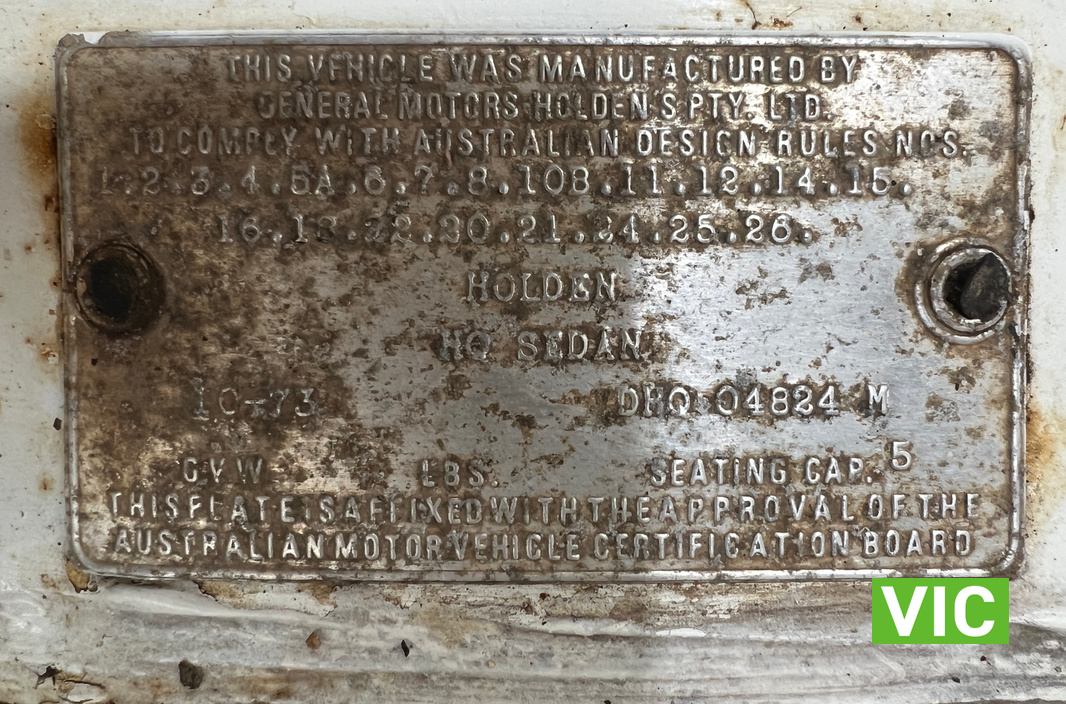 THIS VEHICLE WAS MANUFACTURED BY
GENERAL MOTORS-HOLDEN'S PTY. LTD.
TO COMPLY WITH AUSTRALIAN DESIGN RULES NOS.
1.2.3.4.5A.6.7.8.10B.11.12.14.15.
16.18.22.20.21.24.25.26.
HOLDEN
HQ SEDAN
10-73 DHQ 04824 M
G.V.W. LBS. SEATING CAP. 5
THIS PLATE IS AFFIXED WITH THE APPROVAL OF THE
AUSTRALIAN MOTOR VEHICLE CERTIFICATION BOARD
VIC